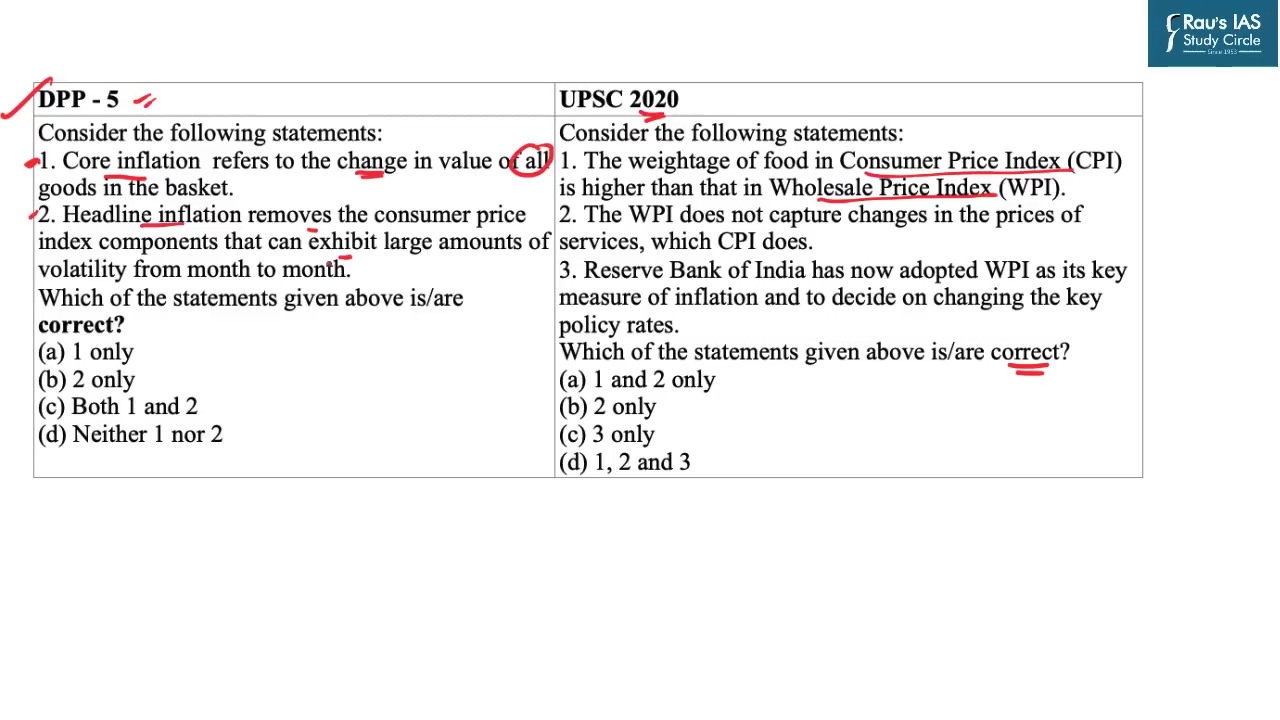 Rau's IAS
Study Circle
Since 1953
DPP - 5
Consider the following statements:
1. Core inflation refers to the change in value of all
goods in the basket.
2. Headline inflation removes the consumer price
index components that can exhibit large amounts of
volatility from month to month.
Which of the statements given above is/are
correct?
(a) 1 only
(b) 2 only
(c) Both 1 and 2
(d) Neither 1 nor 2
UPSC 2020
Consider the following statements:
1. The weightage of food in Consumer Price Index (CPI)
is higher than that in Wholesale Price Index (WPI).
2. The WPI does not capture changes in the prices of
services, which CPI does.
3. Reserve Bank of India has now adopted WPI as its key
measure of inflation and to decide on changing the key
policy rates.
Which of the statements given above is/are correct?
(a) 1 and 2 only
(b) 2 only
(c) 3 only
(d) 1, 2 and 3